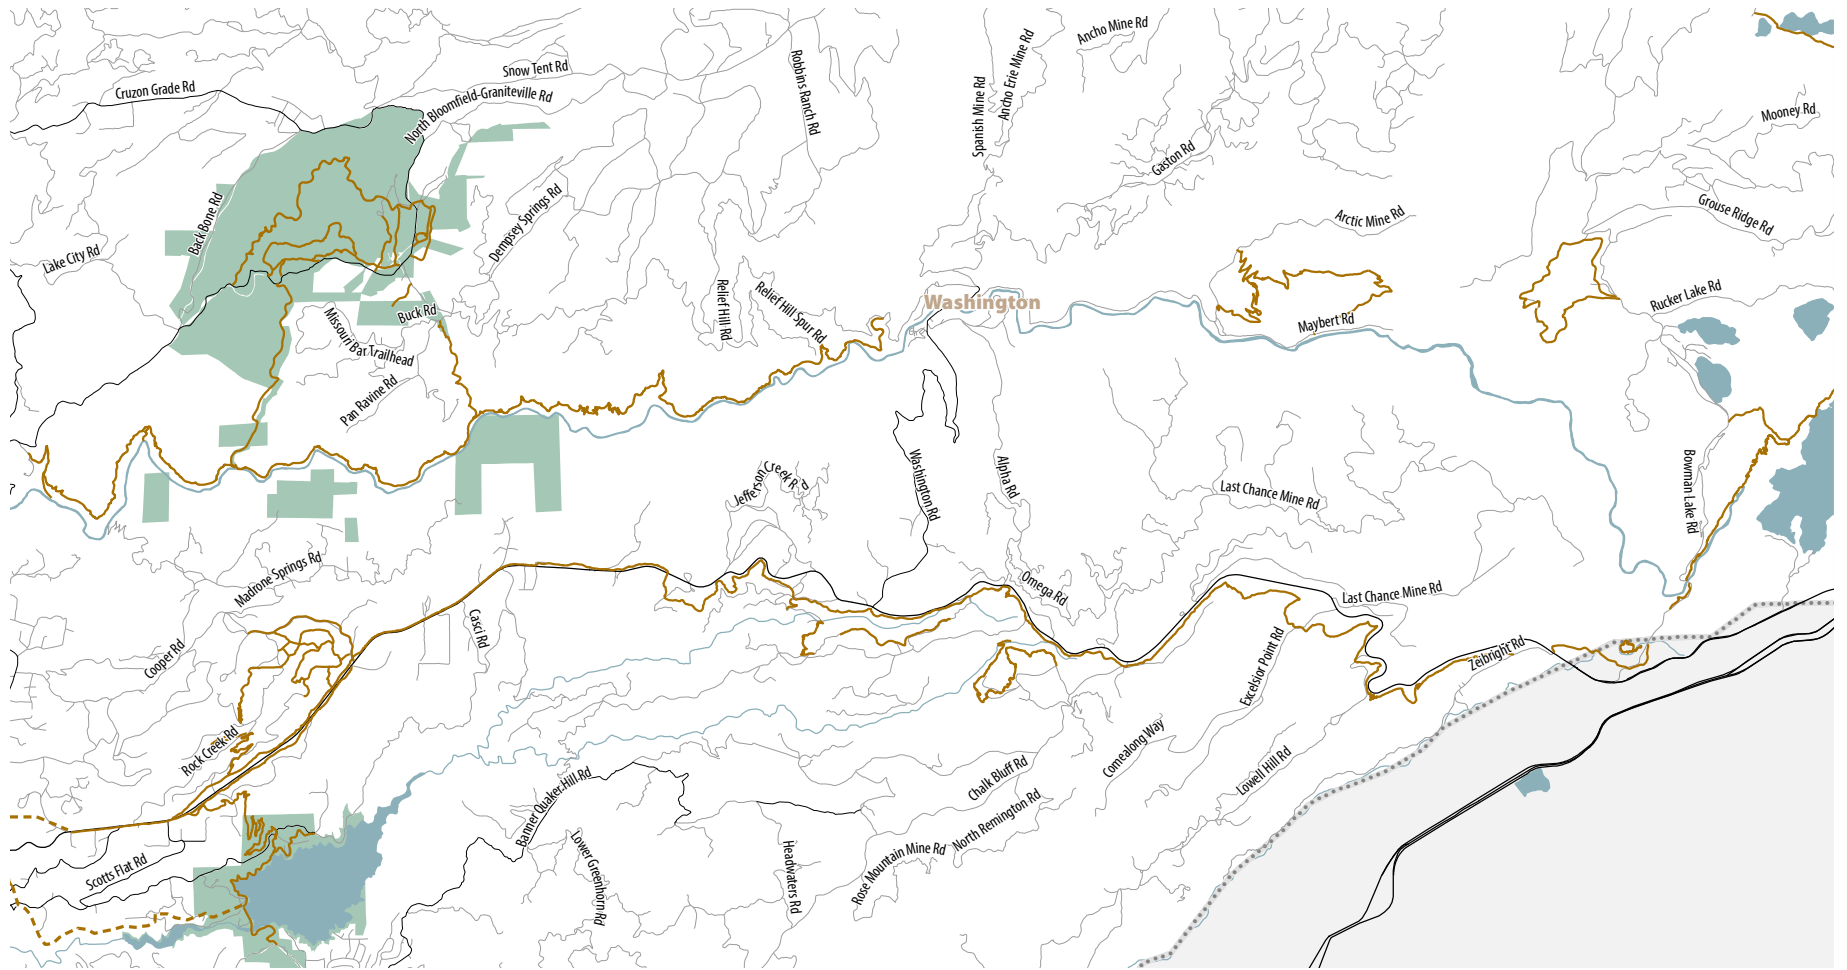 Ancho Mine Rd
Snow Tent Rd
Cruzon Grade Rd
North Bloomfield-Graniteville Rd
Robbins Ranch Rd
Spanish Mine Rd
Ancho Erie Mine Rd
Mooney Rd
Gaston Rd
Back Bone Rd
Dempsey Springs Rd
Arctic Mine Rd
Grouse Ridge Rd
Lake City Rd
Relief Hill Rd
Relief Hill Spur Rd
Washington
Rucker Lake Rd
Buck Rd
Missouri Bar Trailhead
Maybert Rd
Pan Ravine Rd
Jefferson Creek Rd
Washington Rd
Alpha Rd
Last Chance Mine Rd
Bowman Lake Rd
Madrone Springs Rd
Omega Rd
Last Chance Mine Rd
Casci Rd
Cooper Rd
Excelsior Point Rd
Zeibright Rd
Rock Creek Rd
Comealong Way
Lowell Hill Rd
Chalk Bluff Rd
Banner Quaker Hill Rd
North Remington Rd
Lower Greenhorn Rd
Headwaters Rd
Rose Mountain Mine Rd
Scotts Flat Rd